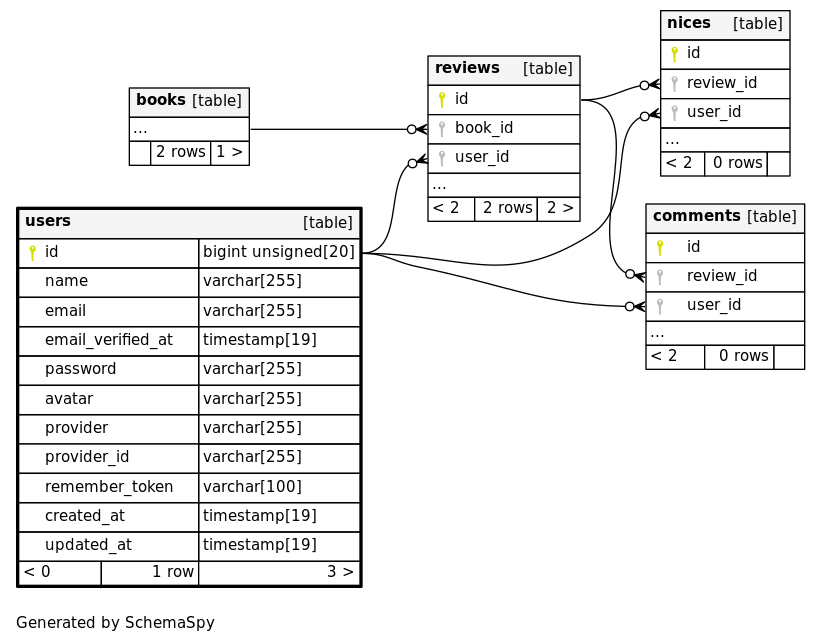 nices [table]
id
review_id
user_id
...
< 2 0 rows
reviews [table]
id
book_id
user_id
...
< 2 2 rows 2 >
books [table]
...
2 rows 1 >
comments [table]
id
review_id
user_id
...
< 2 0 rows
users [table]
id bigint unsigned[20]
name varchar[255]
email varchar[255]
email_verified_at timestamp[19]
password varchar[255]
avatar varchar[255]
provider varchar[255]
provider_id varchar[255]
remember_token varchar[100]
created_at timestamp[19]
updated_at timestamp[19]
< 0 1 row 3 >
Generated by SchemaSpy